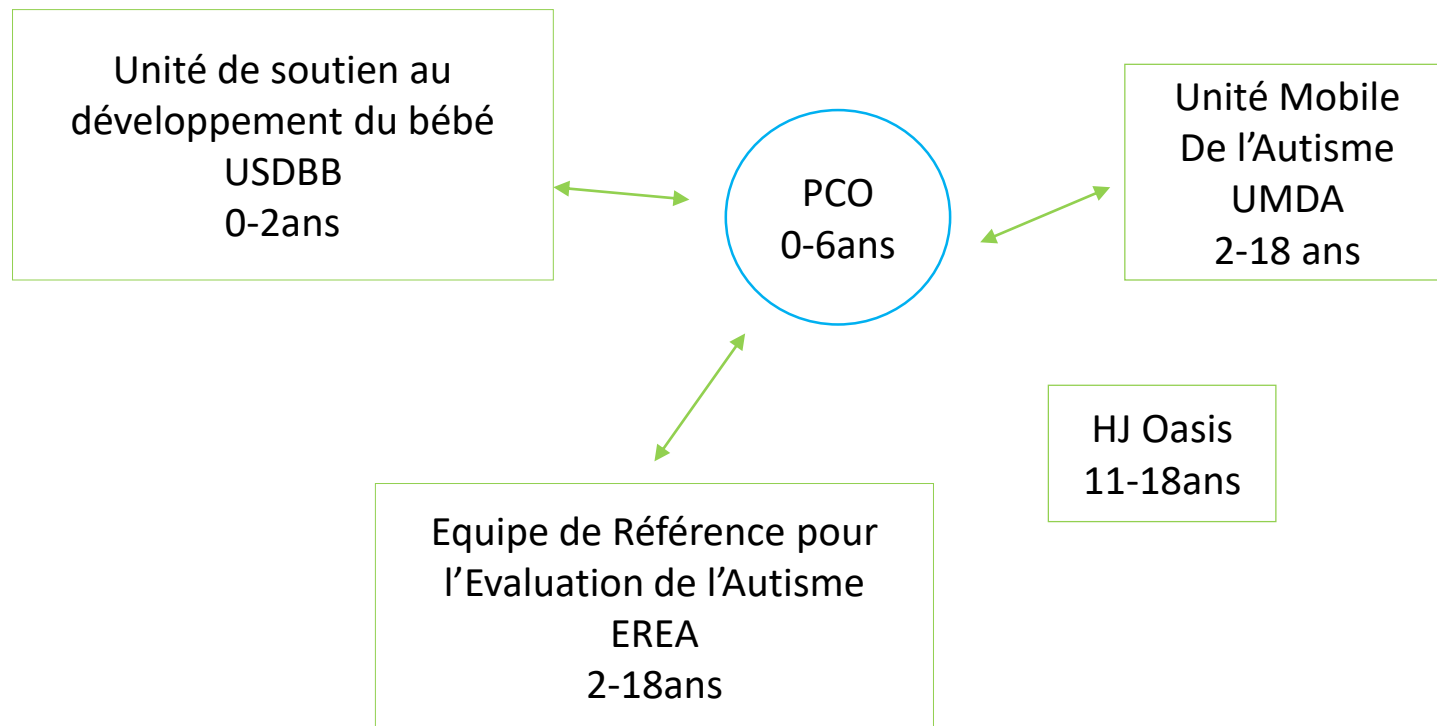 Unité de soutien au
développement du bébé
USDBB
0-2ans
PCO
0-6ans
Unité Mobile
De l’Autisme
UMDA
2-18 ans
HJ Oasis
11-18ans
Equipe de Référence pour
l’Evaluation de l’Autisme
EREA
2-18ans